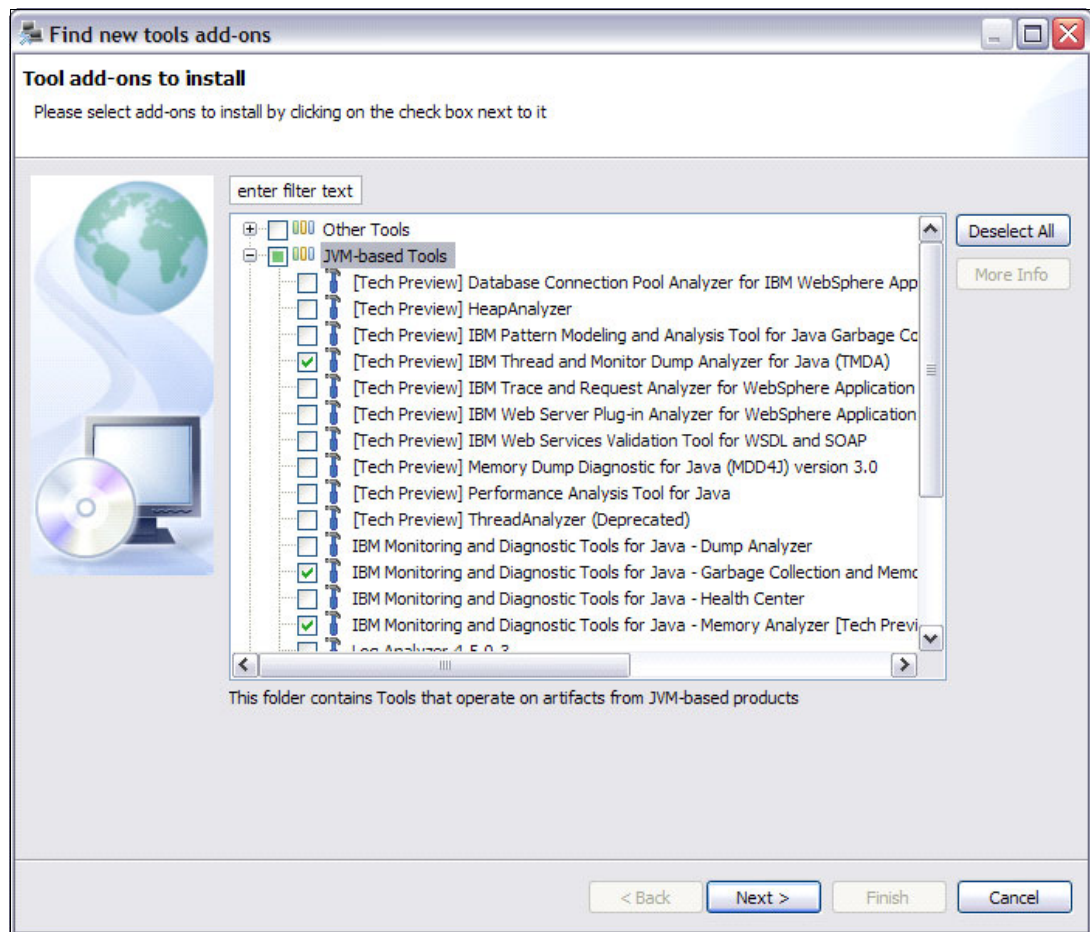 Find new tools add-ons
Tool add-ons to install
Please select add-ons to install by clicking on the check box next to it
enter filter text
Other Tools
Deselect All
JVM-based Tools
[Tech Preview] Database Connection Pool Analyzer for IBM WebSphere App
More Info
[Tech Preview] HeapAnalyzer
[Tech Preview] IBM Pattern Modeling and Analysis Tool for Java Garbage Co
[Tech Preview] IBM Thread and Monitor Dump Analyzer for Java (TMDA)
[Tech Preview] IBM Trace and Request Analyzer for WebSphere Application
[Tech Preview] IBM Web Server Plug-in Analyzer for WebSphere Application
[Tech Preview] IBM Web Services Validation Tool for WSDL and SOAP
[Tech Preview] Memory Dump Diagnostic for Java (MDD4J) version 3.0
[Tech Preview] Performance Analysis Tool for Java
[Tech Preview] ThreadAnalyzer (Deprecated)
IBM Monitoring and Diagnostic Tools for Java - Dump Analyzer
IBM Monitoring and Diagnostic Tools for Java - Garbage Collection and Memo
IBM Monitoring and Diagnostic Tools for Java - Health Center
IBM Monitoring and Diagnostic Tools for Java - Memory Analyzer [Tech Previ
Log Analyzer 4.5.0.3
This folder contains Tools that operate on artifacts from JVM-based products
< Back
Next >
Finish
Cancel